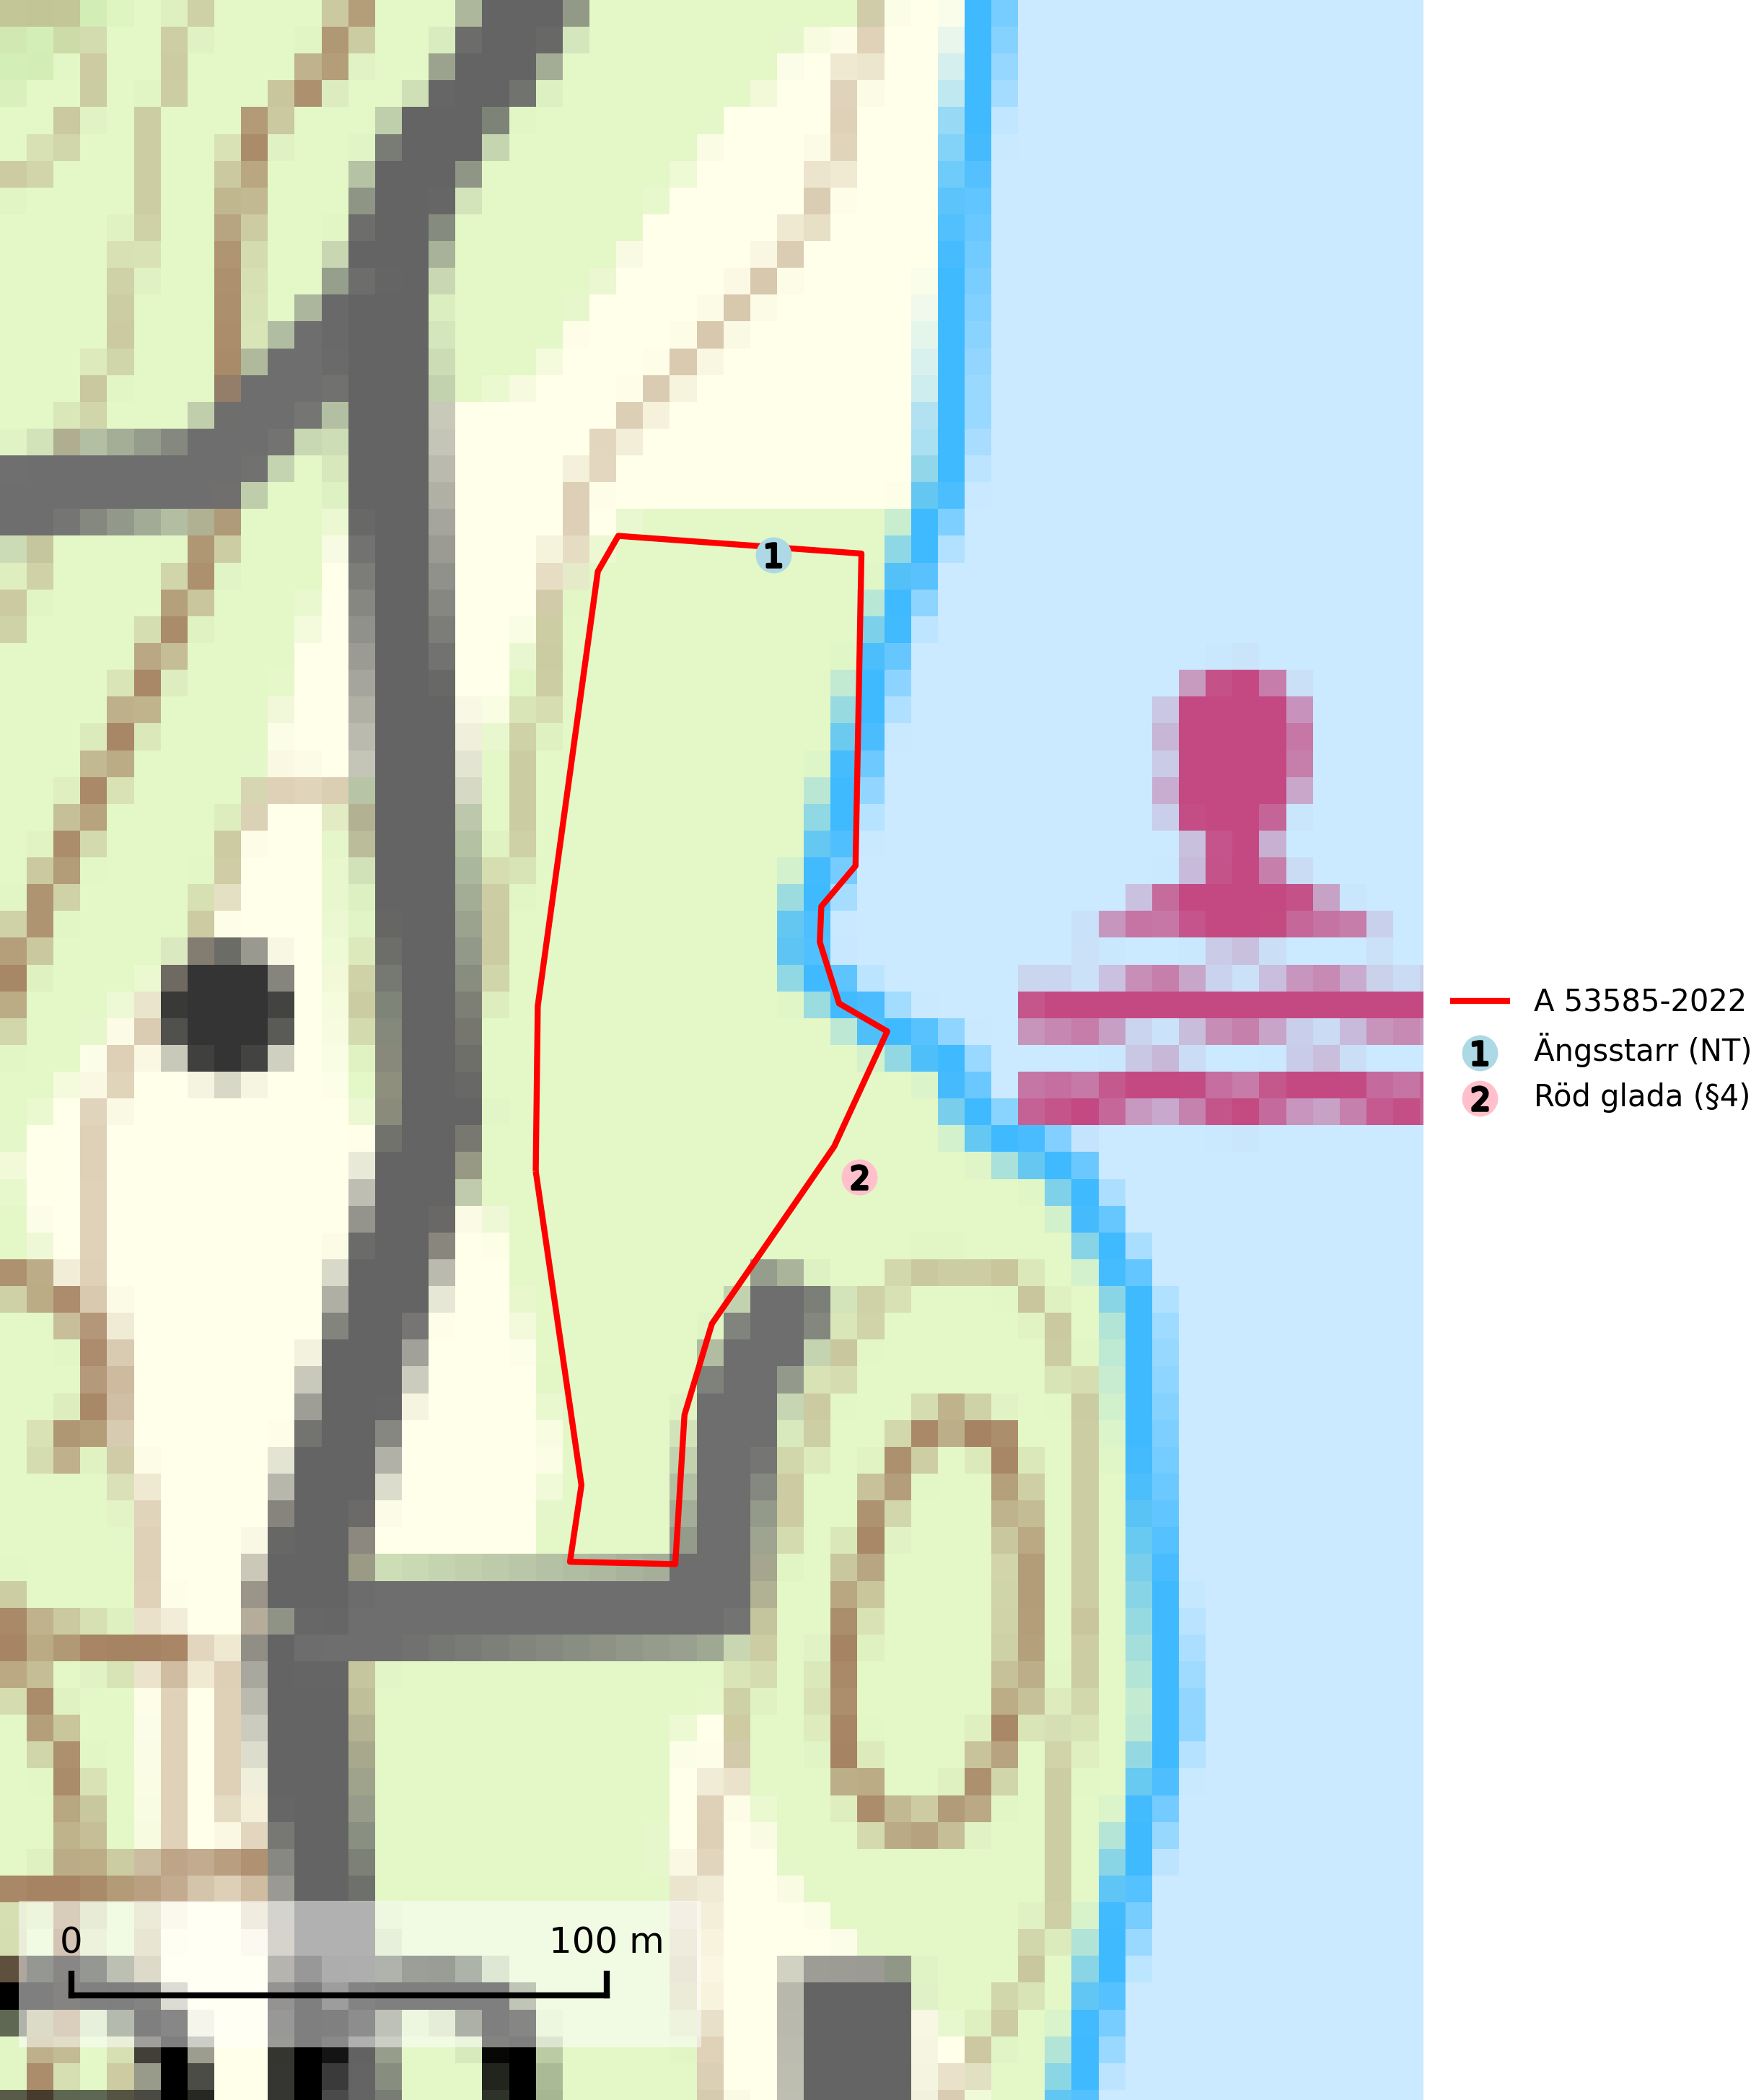 1
2
A 53585-2022
1 Ängsstarr (NT)
2 Röd glada (§4)
0 100 m